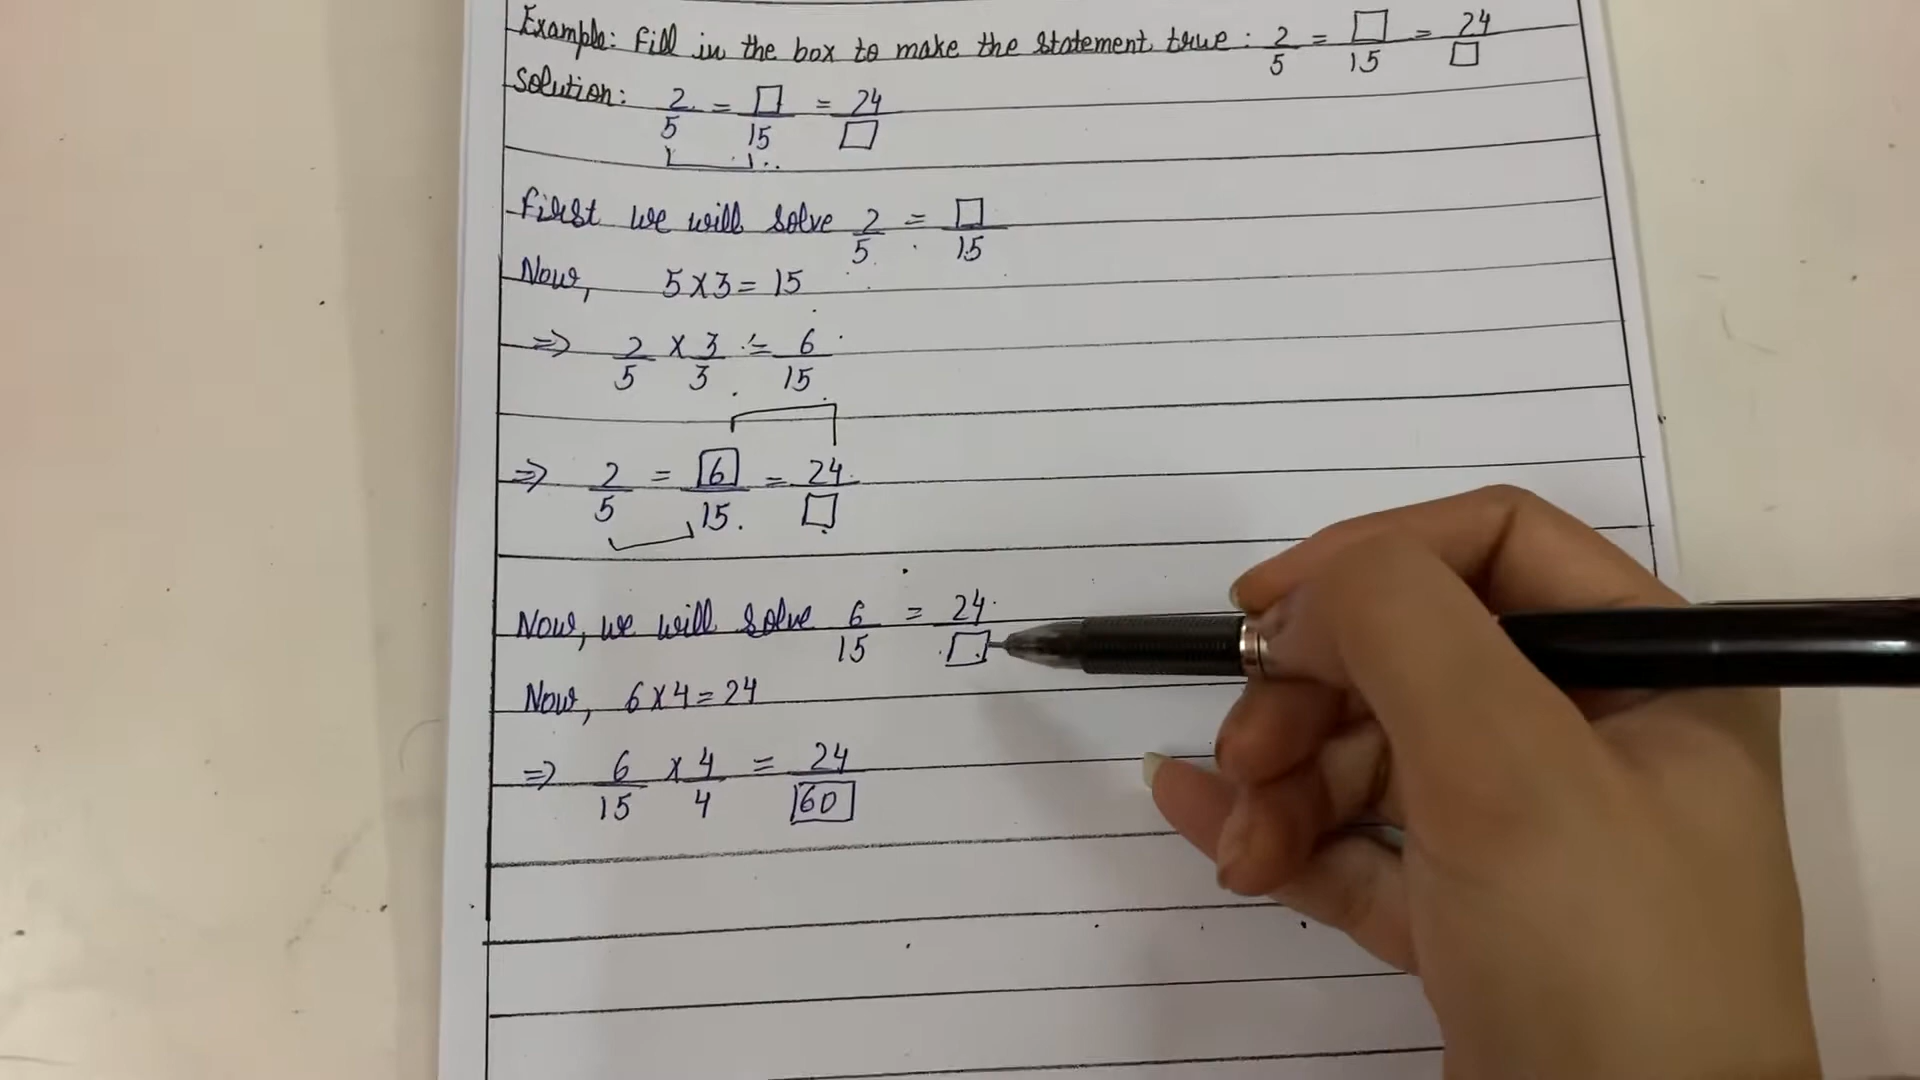 Example: Fill in the box to make the statement true: 2/5 = □/15 = 24/□
Solution: 2/5 = □/15 = 24/□
First we will solve 2/5 = □/15
Now, 5×3=15
⇒ 2/5 × 3/3 = 6/15
⇒ 2/5 = 6/15 = 24/□
Now, we will solve 6/15 = 24/□
Now, 6×4=24
⇒ 6/15 × 4/4 = 24/60